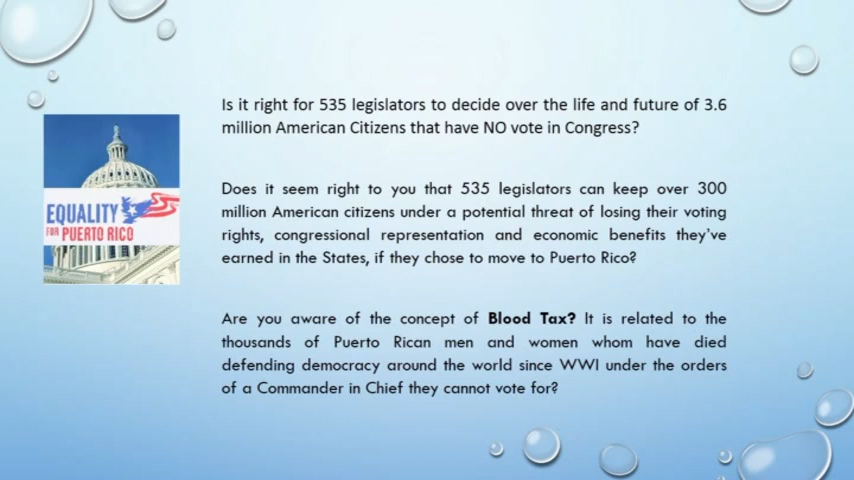 Is it right for 535 legislators to decide over the life and future of 3.6
million American Citizens that have NO vote in Congress?
EQUALITY
FOR PUERTO RICO
Does it seem right to you that 535 legislators can keep over 300
million American citizens under a potential threat of losing their voting
rights, congressional representation and economic benefits they've
earned in the States, if they chose to move to Puerto Rico?
Are you aware of the concept of Blood Tax? It is related to the
thousands of Puerto Rican men and women whom have died
defending democracy around the world since WWI under the orders
of a Commander in Chief they cannot vote for?